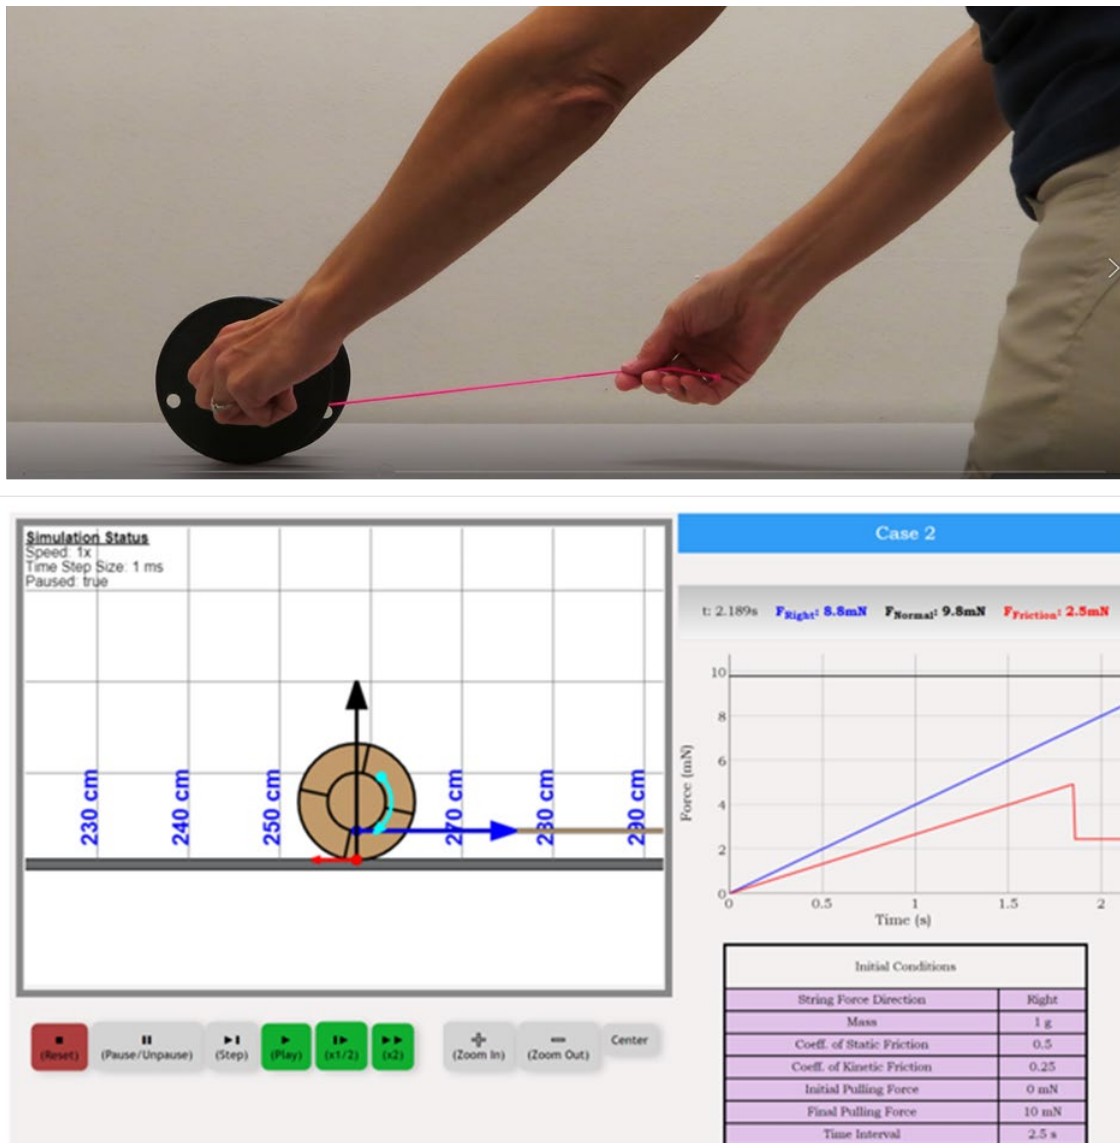 Simulation Status
Speed: 1x
Time Step Size: 1 ms
Paused: true
230 cm
240 cm
250 cm
270 cm
280 cm
290 cm
■ (Reset)
(Pause/Unpause)
(Step)
(Play)
(x1/2)
(x2)
(Zoom In)
(Zoom Out)
Center
Case 2
t: 2.189s FRight: 8.8mN FNormal: 9.8mN FFriction: 2.5mN
Force (mN)
10
8
6
4
2
0
0 0.5 1 1.5 2
Time (s)
Initial Conditions
String Force Direction Right
Mass 1 g
Coeff. of Static Friction 0.5
Coeff. of Kinetic Friction 0.25
Initial Pulling Force 0 mN
Final Pulling Force 10 mN
Time Interval 2.5 s